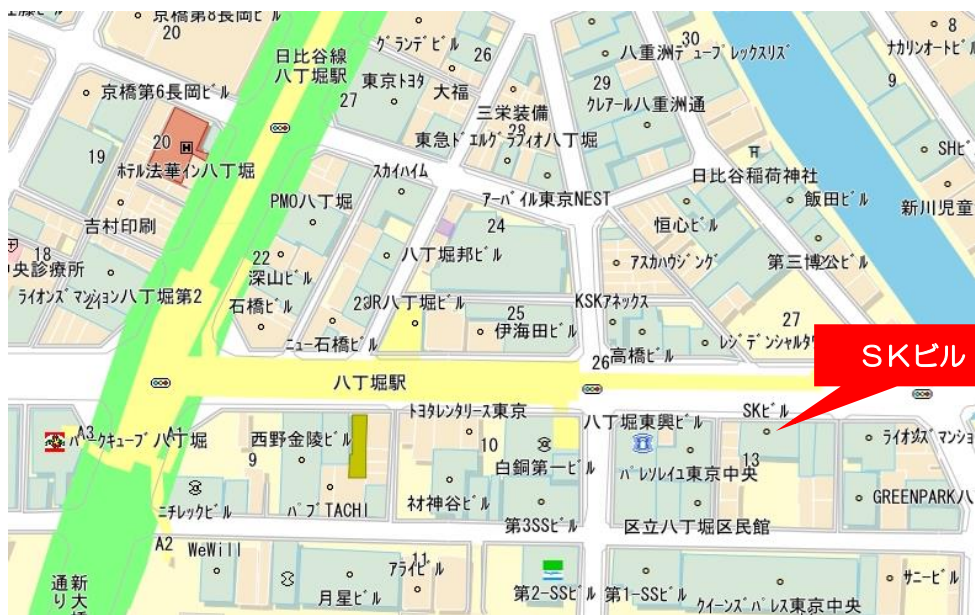 京橋第8長岡ビル
20
日比谷線
八丁堀駅
グランデビル
26
30
八重洲デュープレックスリズ
8
ナカリンオートビル
9
京橋第6長岡ビル
東京トヨタ
27
大福
29
クレアール八重洲通
三栄装備
20
19
ホテル法華イン八丁堀
東急ドエルグラフィオ八丁堀
スカイハイム
SHビ
日比谷稲荷神社
PMO八丁堀
アーバイル東京NEST
飯田ビル
新川児童
吉村印刷
24
恒心ビル
18
央診療所
22
深山ビル
八丁堀邦ビル
アスカハウジング
第三博公ビル
ライオンズマンション八丁堀第2
21
石橋ビル
JR八丁堀ビル
25
伊海田ビル
KSKアネックス
27
ニュー石橋ビル
26
高橋ビル
レジデンシャルタ
SKビル
八丁堀駅
トヨタレンタリース東京
八丁堀東興ビル
SKビル
A3
パークキューブ八丁堀
A1
西野金陵ビル
9
10
白銅第一ビル
パレソレイユ東京中央
13
ライオンズマンショ
ニチレックビル
パブTACHI
材神谷ビル
第3SSビル
区立八丁堀区民館
GREENPARK八
A2
WeWill
11
アライビル
月星ビル
第2-SSビル
第1-SSビル
クイーンズパレス東京中央
サニービル
新大橋
通り